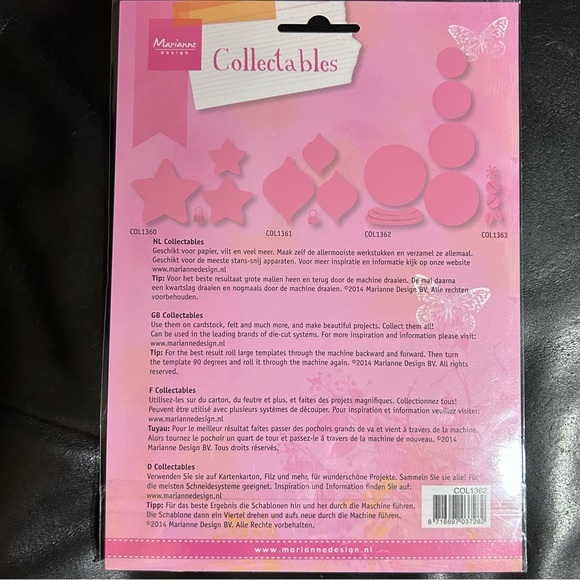 Marianne
design
Collectables
COL1360
COL1361
COL1362
COL1363
NL Collectables
Geschikt voor papier, vilt en veel meer. Maak zelf de allermooiste werkstukken en verzamel ze allemaal.
Geschikt voor de meeste stans-snij apparaten. Voor meer inspiratie en informatie kijk op onze website
www.mariannedesign.nl
Tip: Voor het beste resultaat grote mallen heen en terug door de machine draaien. De mal daarna
een kwartslag draaien en nogmaals door de machine draaien. ©2014 Marianne Design BV. Alle rechten
voorbehouden.
GB Collectables
Use them on cardstock, felt and much more, and make beautiful projects. Collect them all!
Can be used in the leading brands of die-cut systems. For more inspiration and information please visit:
www.mariannedesign.nl
Tip: For the best result roll large templates through the machine backward and forward. Then turn
the template 90 degrees and roll it through the machine again. ©2014 Marianne Design BV. All rights
reserved.
F Collectables
Utilisez-les sur du carton, du feutre et plus, et faites des projets magnifiques. Collectionnez tous!
Peuvent être utilisé avec plusieurs systèmes de découper. Pour inspiration et information veuillez visiter:
www.mariannedesign.nl
Tuyau: Pour le meilleur résultat faites passer des pochoirs grands de va et vient à travers de la machine.
Alors tournez le pochoir un quart de tour et passez-le à travers de la machine de nouveau. ©2014
Marianne Design BV. Tous droits réservés.
D Collectables
Verwenden Sie sie auf Kartenkarton, Filz und mehr, für wunderschöne Projekte. Sammeln Sie sie alle! Für
die meisten Schneidesysteme geeignet. Inspiration und Information finden Sie auf:
www.mariannedesign.nl
Tipp: Für das beste Ergebnis die Schablonen hin und her durch die Maschine führen.
Die Schablone dann ein Viertel drehen und aufs neue durch die Maschine führen.
©2014 Marianne Design BV. Alle Rechte vorbehalten.
COL1362
8 716697 037282
www.mariannedesign.nl